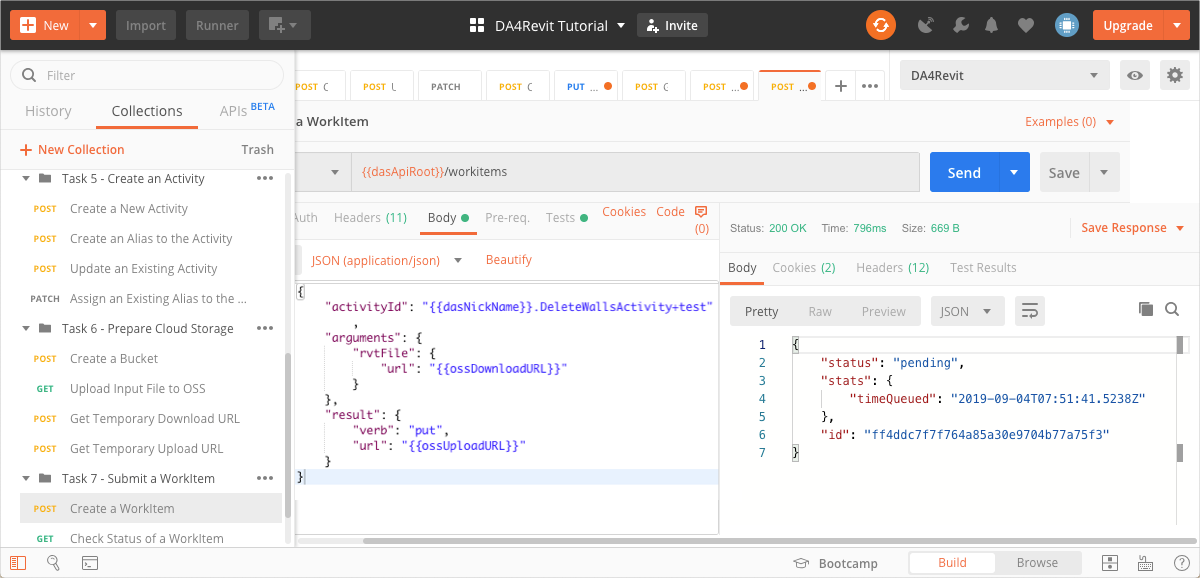 New
Import
Runner
DA4Revit Tutorial
Invite
Upgrade
Filter
History
Collections
APIs BETA
New Collection
Trash
Task 5 - Create an Activity
POST Create a New Activity
POST Create an Alias to the Activity
POST Update an Existing Activity
PATCH Assign an Existing Alias to the ...
Task 6 - Prepare Cloud Storage
POST Create a Bucket
GET Upload Input File to OSS
POST Get Temporary Download URL
POST Get Temporary Upload URL
Task 7 - Submit a WorkItem
POST Create a WorkItem
GET Check Status of a WorkItem
POST C
POST
PATCH
POST C
PUT ...
POST C
POST ...
POST ...
DA4Revit
a WorkItem
Examples (0)
{{dasApiRoot}}/workitems
Send
Save
Auth
Headers (11)
Body
Pre-req.
Tests
Cookies
Code
(0)
JSON (application/json)
Beautify
{
"activityId": "{{dasNickName}}.DeleteWallsActivity+test"
,
"arguments": {
"rvtFile": {
"url": "{{ossDownloadURL}}"
}
},
"result": {
"verb": "put",
"url": "{{ossUploadURL}}"
}
}
Status: 200 OK
Time: 796ms
Size: 669 B
Save Response
Body
Cookies (2)
Headers (12)
Test Results
Pretty
Raw
Preview
JSON
1 {
2 "status": "pending",
3 "stats": {
4 "timeQueued": "2019-09-04T07:51:41.5238Z"
5 },
6 "id": "ff4ddc7f7f764a85a30e9704b77a75f3"
7 }
Bootcamp
Build
Browse